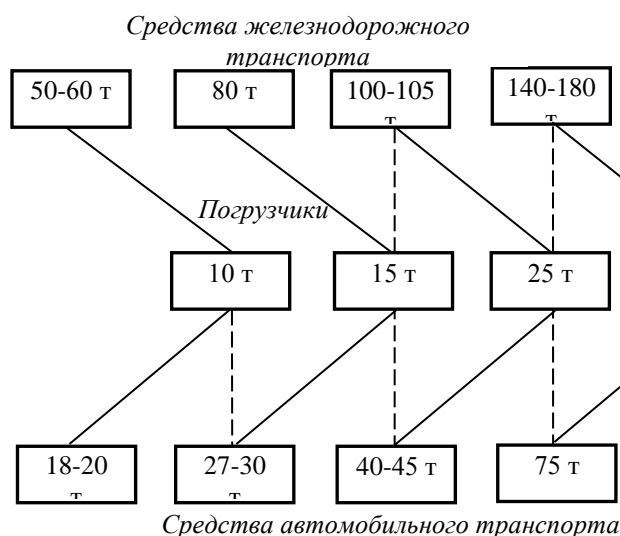 Средства железнодорожного
транспорта
50-60 т
80 т
100-105
т
140-180
т
Погрузчики
10 т
15 т
25 т
18-20
т
27-30
т
40-45 т
75 т
Средства автомобильного транспорта